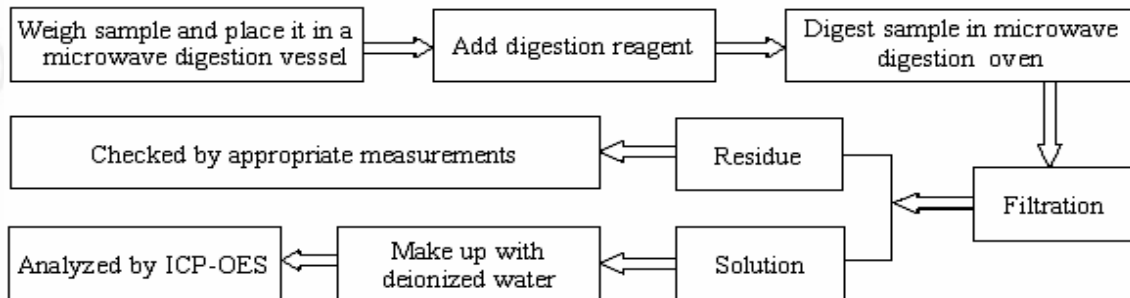 Weigh sample and place it in a
microwave digestion vessel
Add digestion reagent
Digest sample in microwave
digestion oven
Checked by appropriate measurements
Residue
Filtration
Analyzed by ICP-OES
Make up with
deionized water
Solution